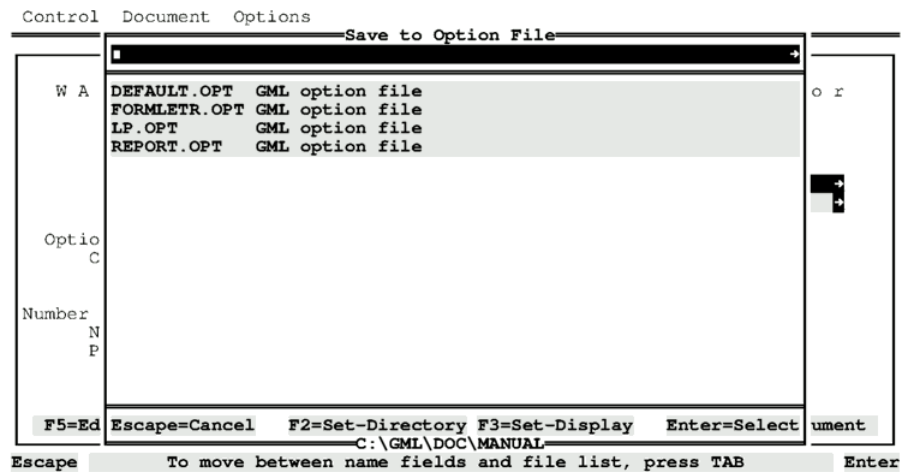 Control  Document  Options
Save to Option File
W A
DEFAULT.OPT  GML option file
o r
FORMLETR.OPT GML option file
LP.OPT       GML option file
REPORT.OPT   GML option file
Optio
C
Number
N
P
F5=Ed
Escape=Cancel   F2=Set-Directory F3=Set-Display   Enter=Select
ument
C:\GML\DOC\MANUAL
Escape   To move between name fields and file list, press TAB   Enter